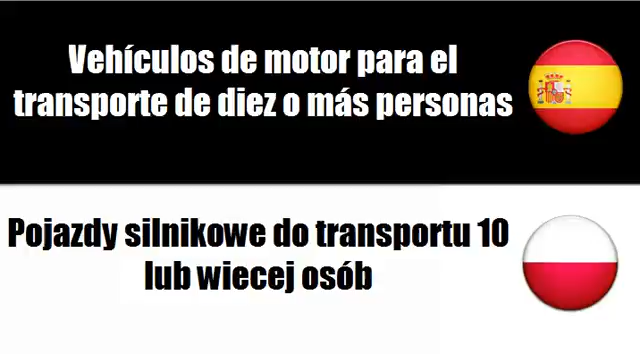 Vehículos de motor para el
transporte de diez o más personas
Pojazdy silnikowe do transportu 10
lub wiecej osób